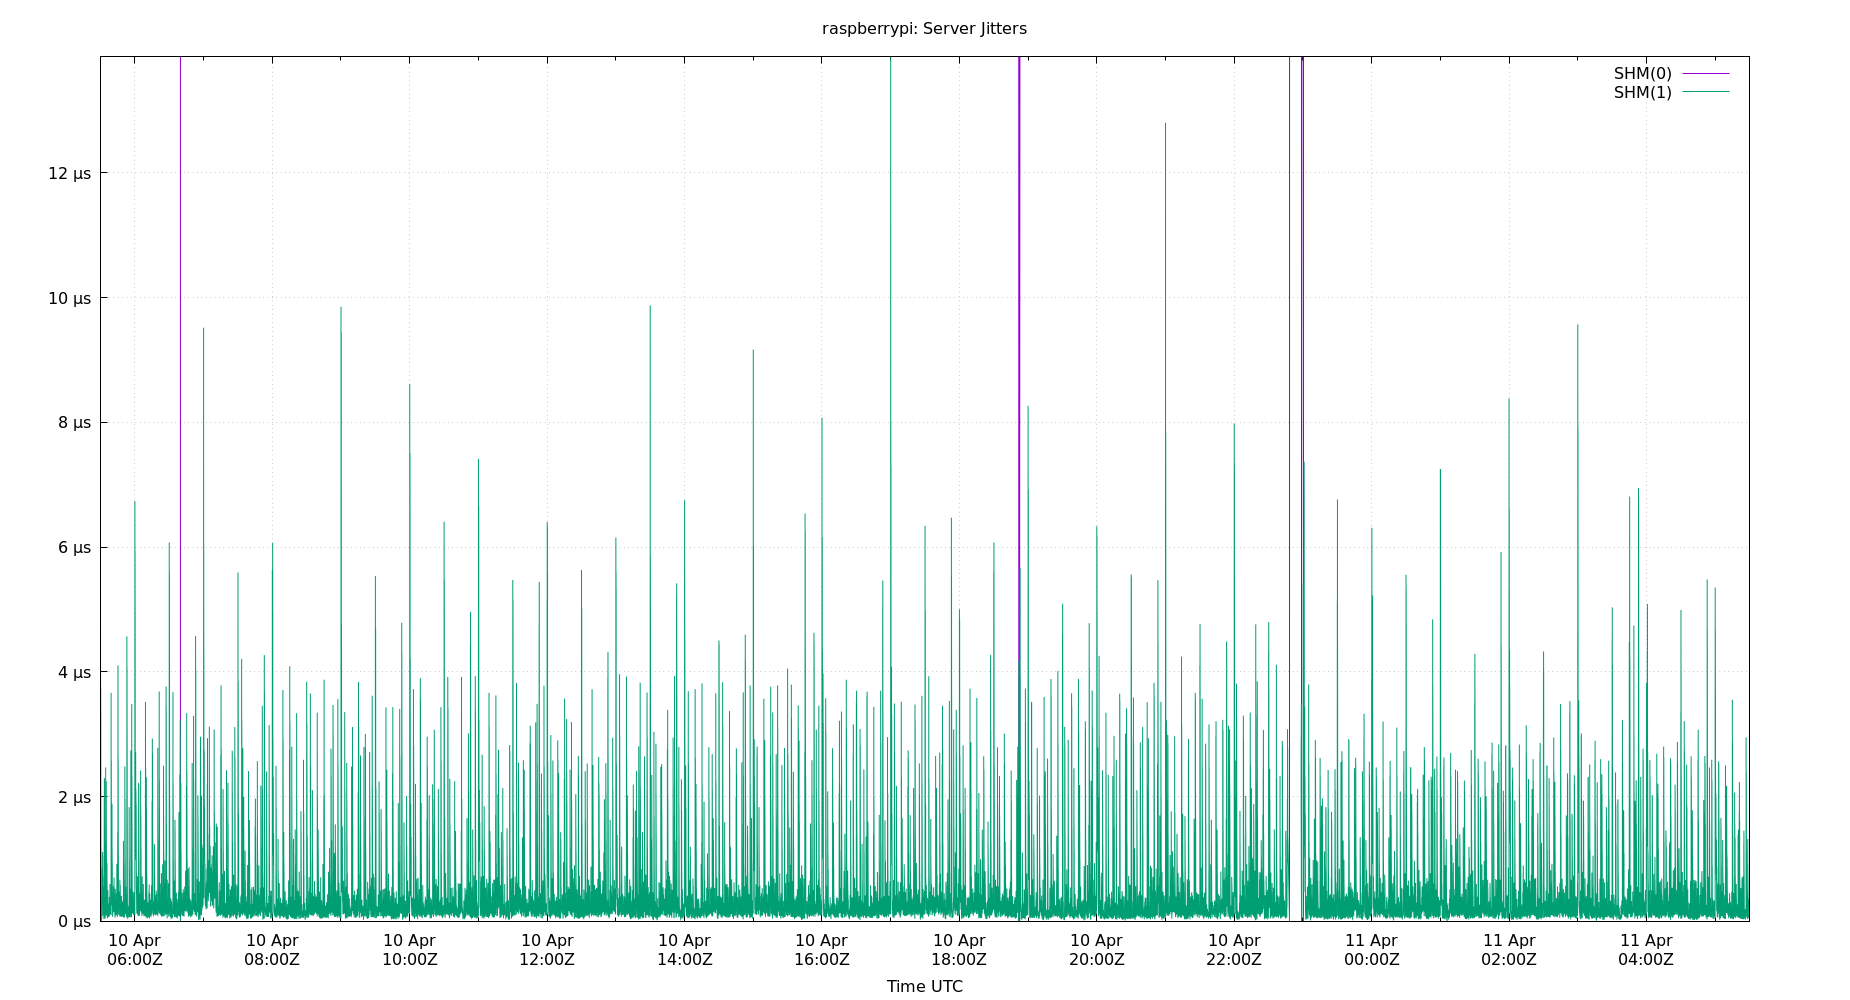 raspberrypi: Server Jitters
SHM(0)
SHM(1)
12 µs
10 µs
8 µs
6 µs
4 µs
2 µs
0 µs
10 Apr 10 Apr 10 Apr 10 Apr 10 Apr 10 Apr 10 Apr 10 Apr 10 Apr 11 Apr 11 Apr 11 Apr
06:00Z 08:00Z 10:00Z 12:00Z 14:00Z 16:00Z 18:00Z 20:00Z 22:00Z 00:00Z 02:00Z 04:00Z
Time UTC